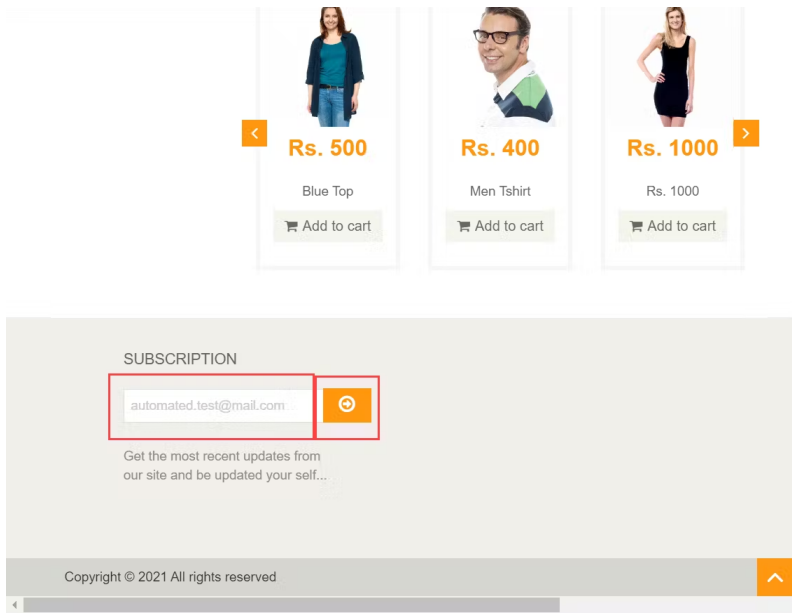 Rs. 500
Rs. 400
Rs. 1000
Blue Top
Men Tshirt
Rs. 1000
Add to cart
Add to cart
Add to cart
SUBSCRIPTION
automated.test@mail.com
Get the most recent updates from
our site and be updated your self...
Copyright © 2021 All rights reserved